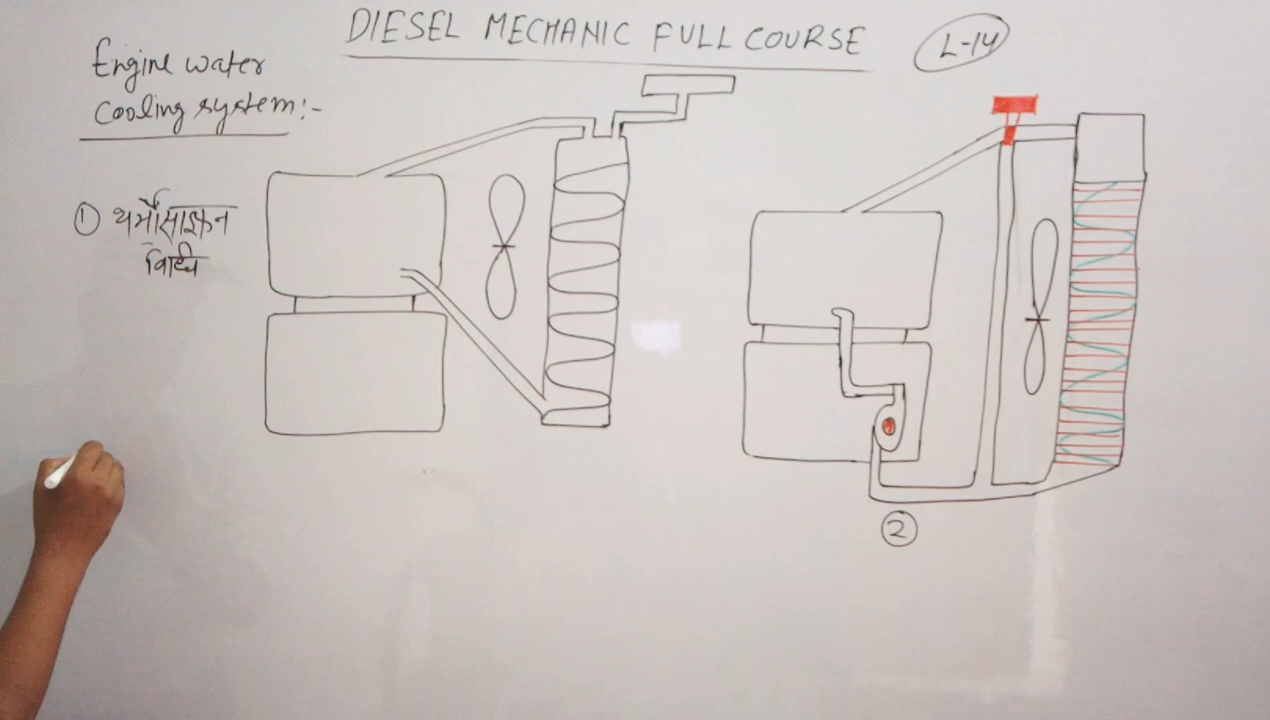 DIESEL MECHANIC FULL COURSE
L-14
Engine water
Cooling system:-
① थर्मोसाइफन
विधि
②